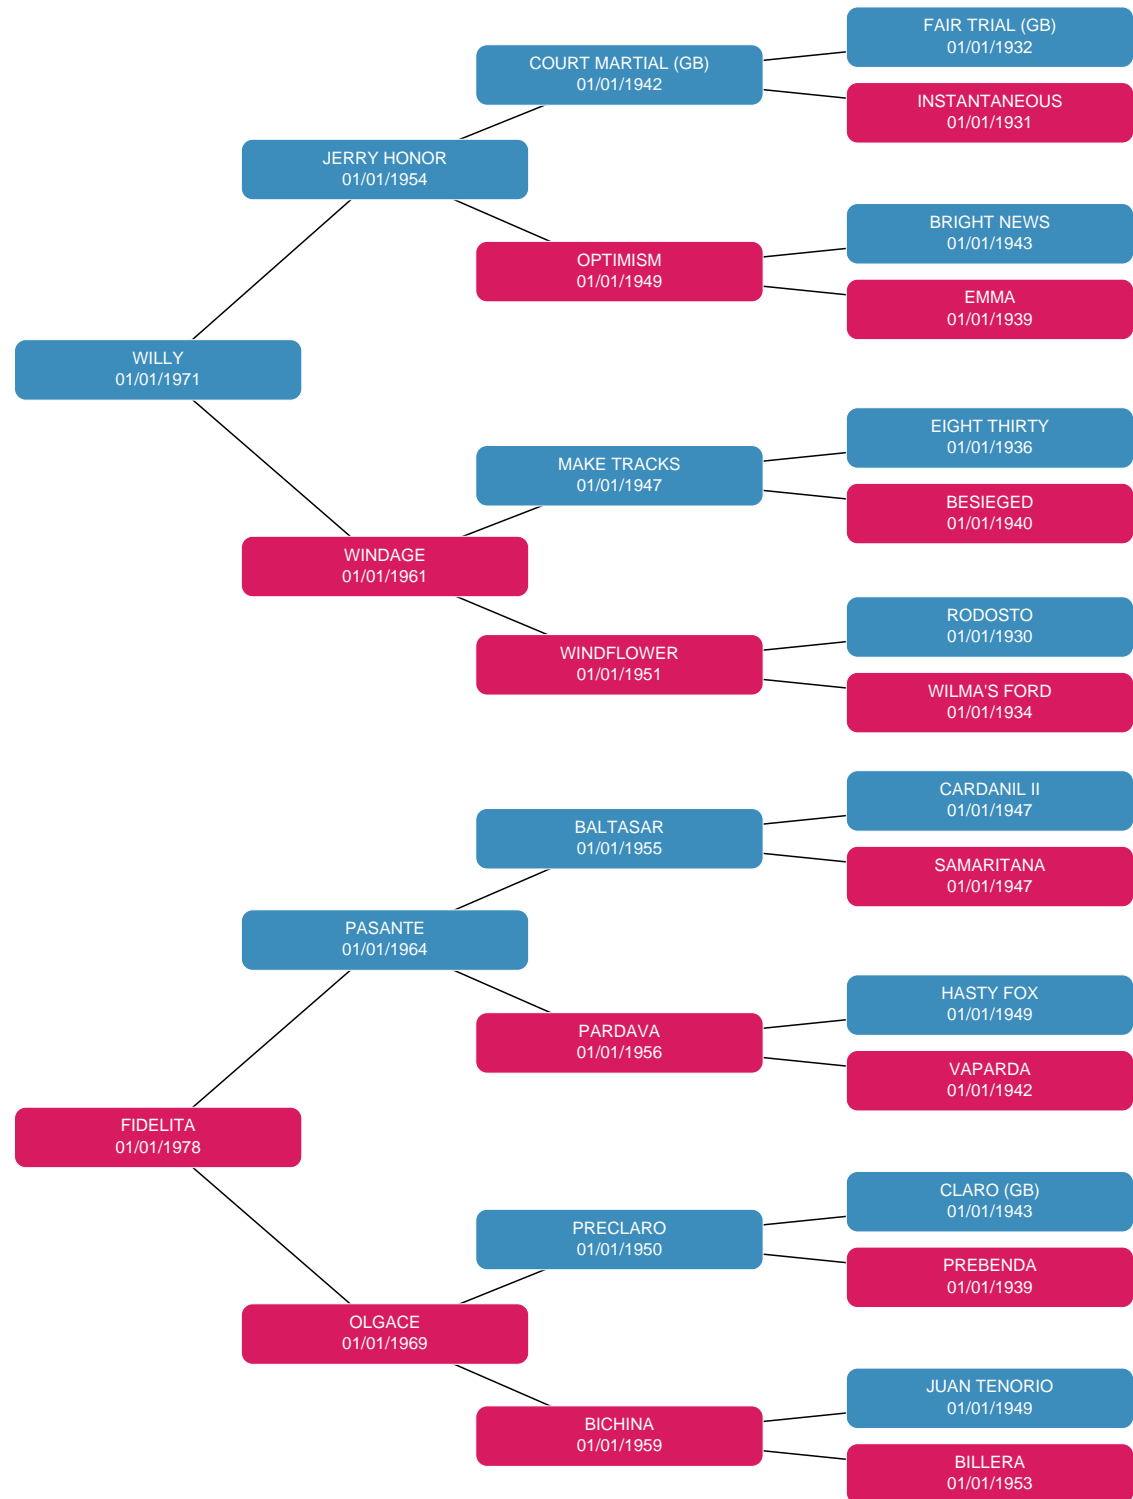 FAIR TRIAL (GB)
01/01/1932
COURT MARTIAL (GB)
01/01/1942
INSTANTANEOUS
01/01/1931
JERRY HONOR
01/01/1954
BRIGHT NEWS
01/01/1943
OPTIMISM
01/01/1949
EMMA
01/01/1939
WILLY
01/01/1971
EIGHT THIRTY
01/01/1936
MAKE TRACKS
01/01/1947
BESIEGED
01/01/1940
WINDAGE
01/01/1961
RODOSTO
01/01/1930
WINDFLOWER
01/01/1951
WILMA'S FORD
01/01/1934
CARDANIL II
01/01/1947
BALTASAR
01/01/1955
SAMARITANA
01/01/1947
PASANTE
01/01/1964
HASTY FOX
01/01/1949
PARDAVA
01/01/1956
VAPARDA
01/01/1942
FIDELITA
01/01/1978
CLARO (GB)
01/01/1943
PRECLARO
01/01/1950
PREBENDA
01/01/1939
OLGACE
01/01/1969
JUAN TENORIO
01/01/1949
BICHINA
01/01/1959
BILLERA
01/01/1953